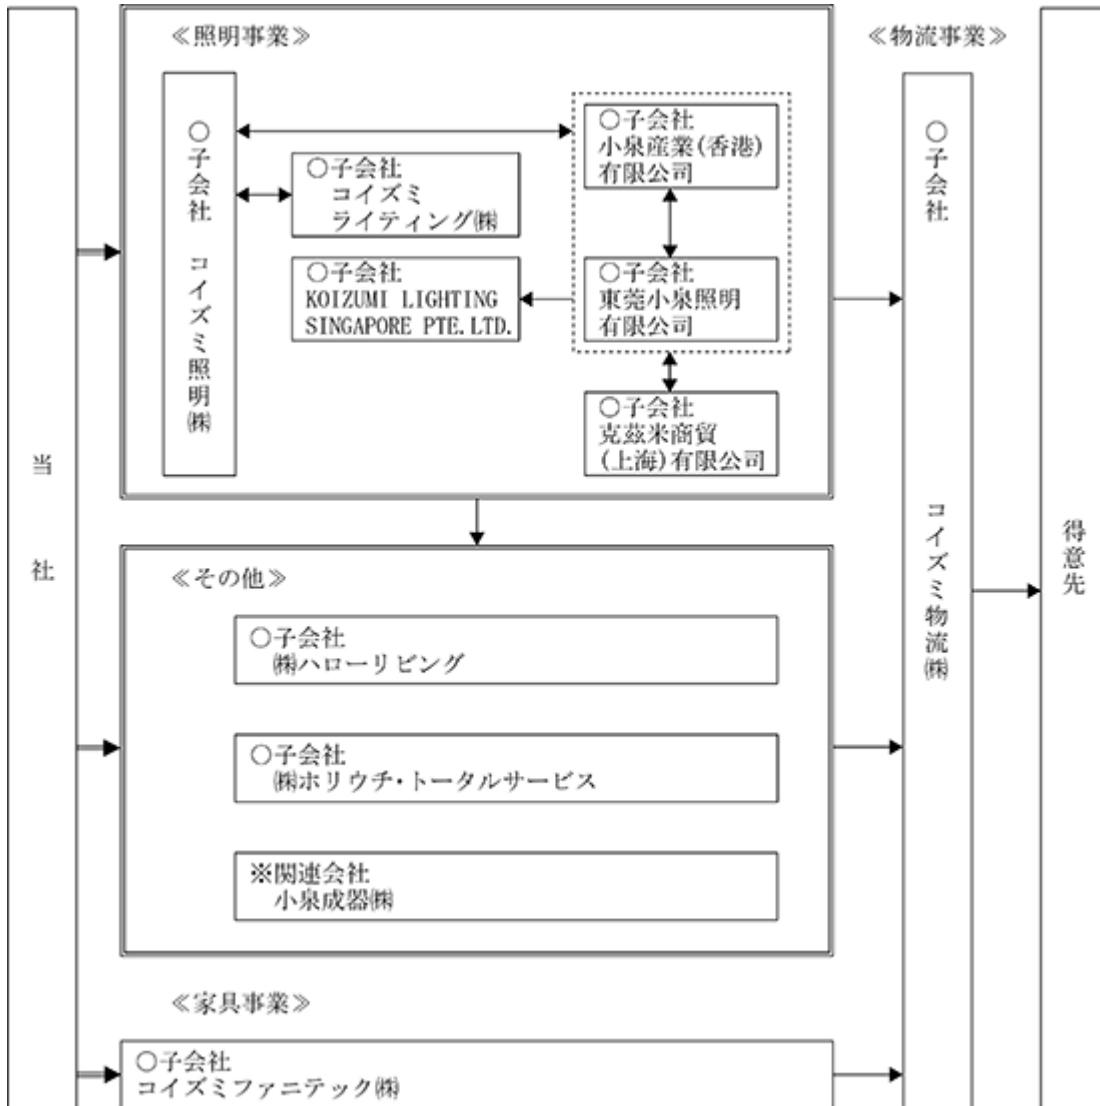 ≪照明事業≫
≪物流事業≫
○子会社 コイズミ照明㈱
○子会社
小泉産業(香港)
有限公司
○子会社
コイズミ
ライティング㈱
○子会社
KOIZUMI LIGHTING
SINGAPORE PTE.LTD.
○子会社
東莞小泉照明
有限公司
○子会社
克茲米商貿
(上海)有限公司
当社
○子会社 コイズミ物流㈱
得意先
≪その他≫
○子会社
㈱ハローリビング
○子会社
㈱ホリウチ・トータルサービス
※関連会社
小泉成器㈱
≪家具事業≫
○子会社
コイズミファニテック㈱